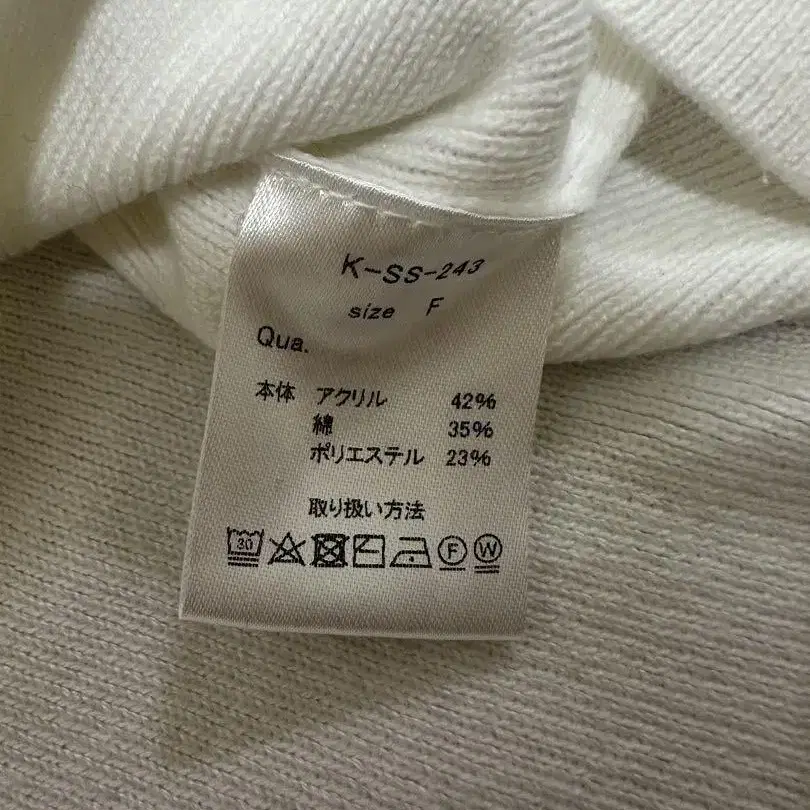 K-SS-243
size F
Qua.
本体 アクリル 42%
綿 35%
ポリエステル 23%
取り扱い方法
30 F W